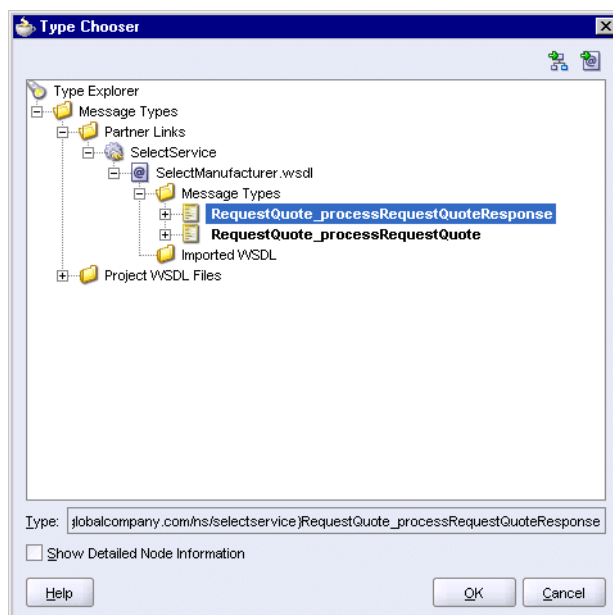 Type Chooser
Type Explorer
Message Types
Partner Links
SelectService
SelectManufacturer.wsdl
Message Types
RequestQuote_processRequestQuoteResponse
RequestQuote_processRequestQuote
Imported WSDL
Project WSDL Files
Type: globalcompany.com/ns/selectservice}RequestQuote_processRequestQuoteResponse
Show Detailed Node Information
Help OK Cancel